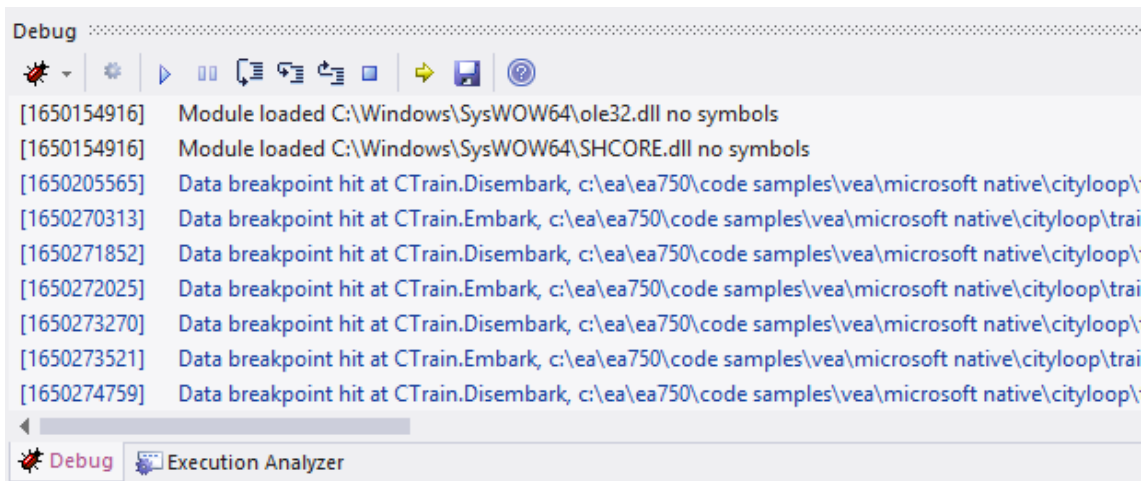 Debug
[1650154916] Module loaded C:\Windows\SysWOW64\ole32.dll no symbols
[1650154916] Module loaded C:\Windows\SysWOW64\SHCORE.dll no symbols
[1650205565] Data breakpoint hit at CTrain.Disembark, c:\ea\ea750\code samples\vea\microsoft native\cityloop\
[1650270313] Data breakpoint hit at CTrain.Embark, c:\ea\ea750\code samples\vea\microsoft native\cityloop\trai
[1650271852] Data breakpoint hit at CTrain.Disembark, c:\ea\ea750\code samples\vea\microsoft native\cityloop\
[1650272025] Data breakpoint hit at CTrain.Embark, c:\ea\ea750\code samples\vea\microsoft native\cityloop\trai
[1650273270] Data breakpoint hit at CTrain.Disembark, c:\ea\ea750\code samples\vea\microsoft native\cityloop\
[1650273521] Data breakpoint hit at CTrain.Embark, c:\ea\ea750\code samples\vea\microsoft native\cityloop\trai
[1650274759] Data breakpoint hit at CTrain.Disembark, c:\ea\ea750\code samples\vea\microsoft native\cityloop\
Debug Execution Analyzer